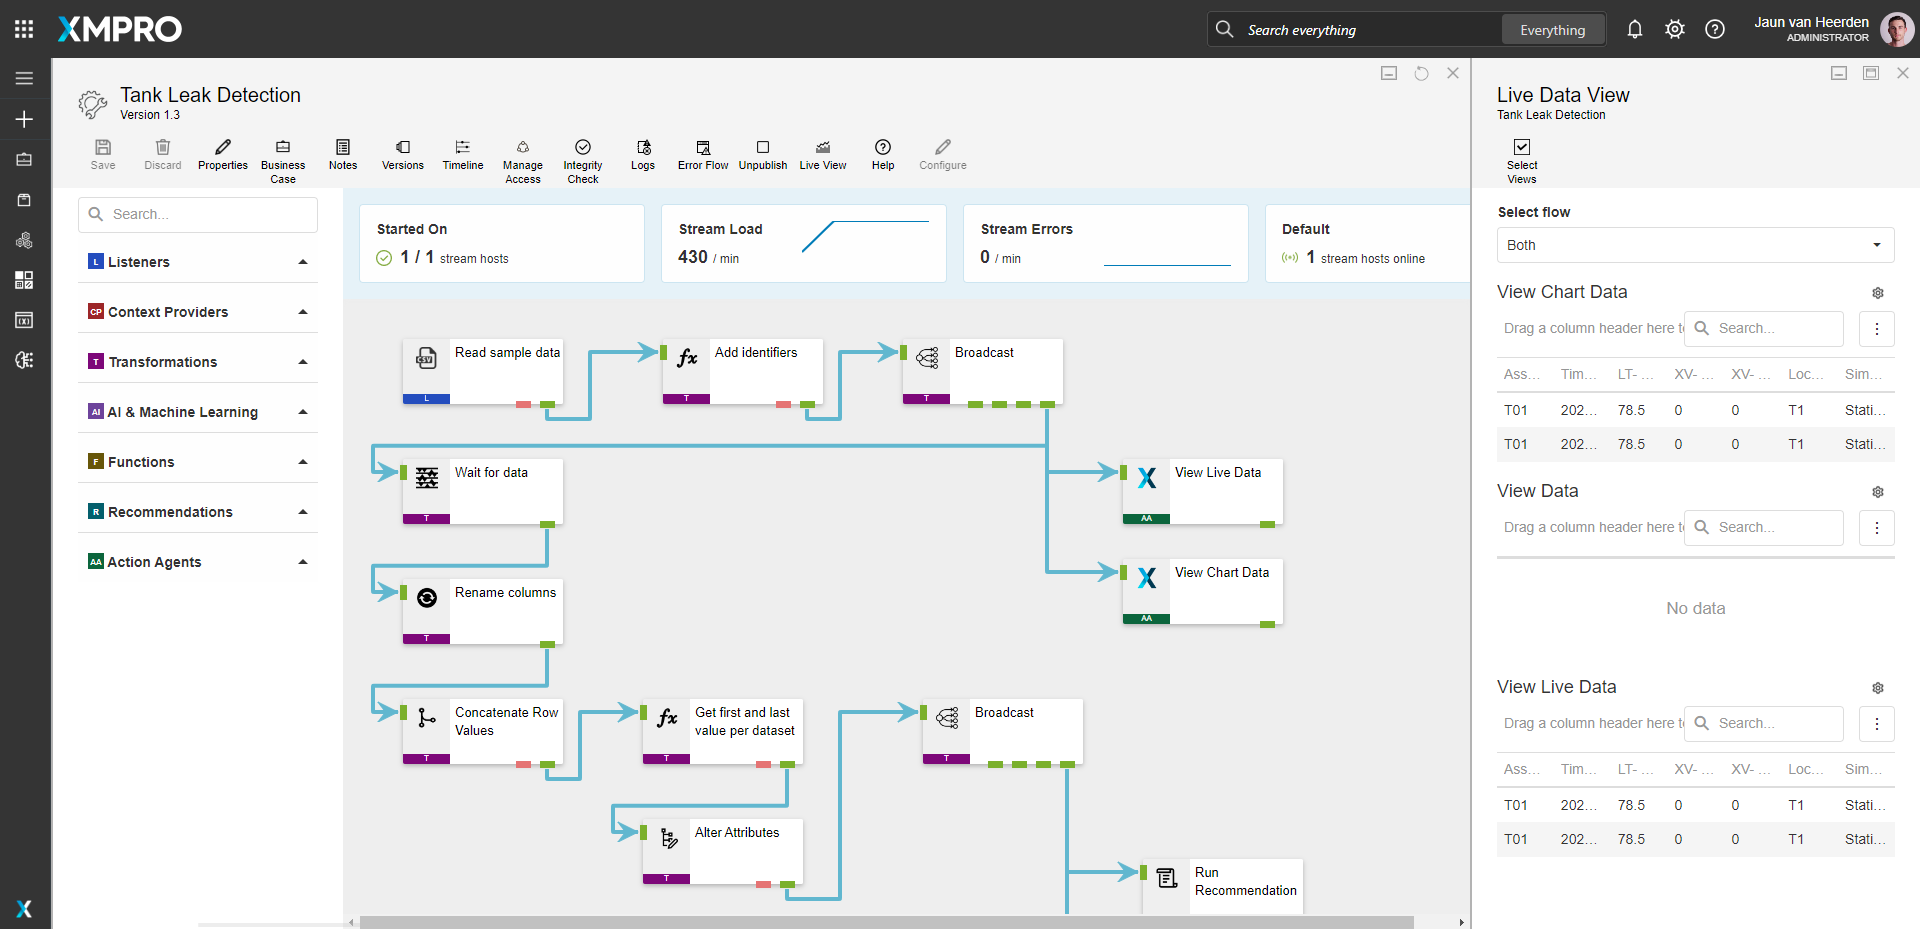 XMPRO
Search everything
Everything
Jaun van Heerden
ADMINISTRATOR
Tank Leak Detection
Version 1.3
Save
Discard
Properties
Business
Case
Notes
Versions
Timeline
Manage
Access
Integrity
Check
Logs
Error Flow
Unpublish
Live View
Help
Configure
Search...
L Listeners
CP Context Providers
T Transformations
AI AI & Machine Learning
F Functions
R Recommendations
AA Action Agents
Started On
1 / 1 stream hosts
Stream Load
430 / min
Stream Errors
0 / min
Default
1 stream hosts online
CSV
Read sample data
L
fx
Add identifiers
T
Broadcast
T
Wait for data
T
View Live Data
AA
Rename columns
T
View Chart Data
AA
Concatenate Row
Values
T
fx
Get first and last
value per dataset
T
Broadcast
T
Alter Attributes
T
Run
Recommendation
Live Data View
Tank Leak Detection
Select
Views
Select flow
Both
View Chart Data
Drag a column header here t
Search...
Ass... Tim... LT- ... XV- ... XV- ... Loc... Sim...
T01 202... 78.5 0 0 T1 Stati...
T01 202... 78.5 0 0 T1 Stati...
View Data
Drag a column header here t
Search...
No data
View Live Data
Drag a column header here t
Search...
Ass... Tim... LT- ... XV- ... XV- ... Loc... Sim...
T01 202... 78.5 0 0 T1 Stati...
T01 202... 78.5 0 0 T1 Stati...